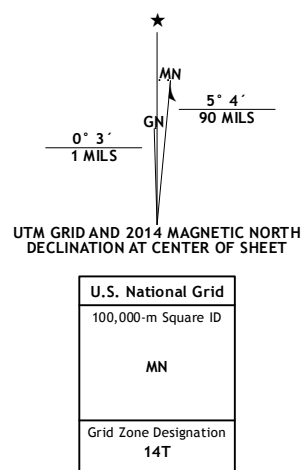 ★
MN
5° 4´
90 MILS
GN
0° 3´
1 MILS
UTM GRID AND 2014 MAGNETIC NORTH
DECLINATION AT CENTER OF SHEET
U.S. National Grid
100,000-m Square ID
MN
Grid Zone Designation
14T